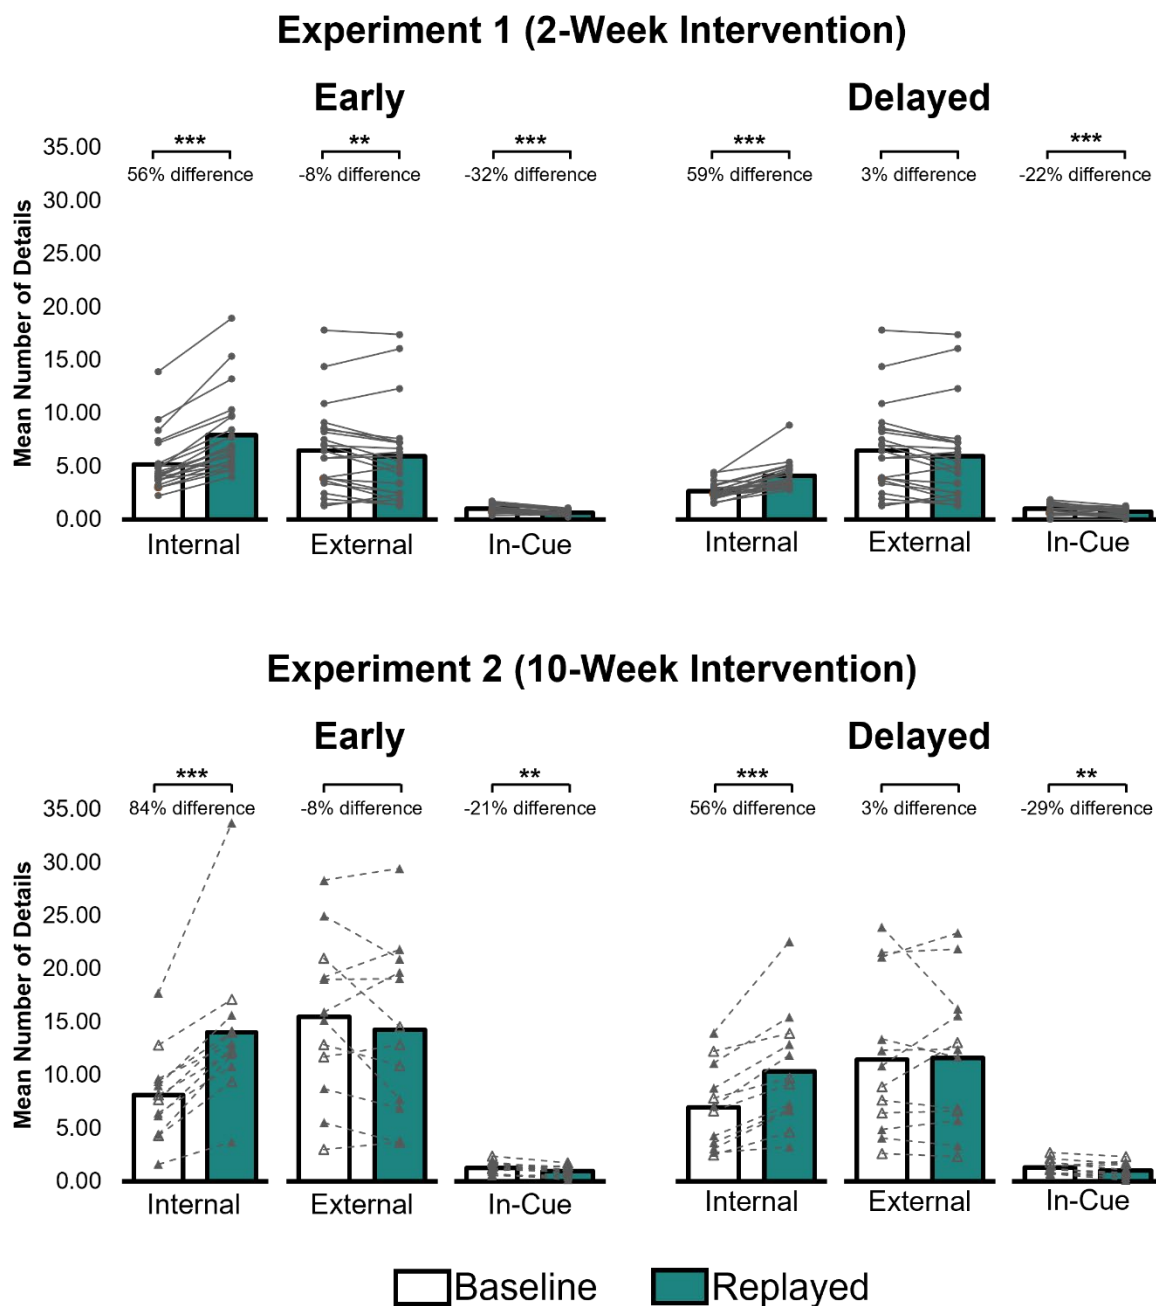 Experiment 1 (2-Week Intervention)
Early
Delayed
*** ** *** *** ***
56% difference -8% difference -32% difference 59% difference 3% difference -22% difference
Mean Number of Details
35.00
30.00
25.00
20.00
15.00
10.00
5.00
0.00
Internal External In-Cue Internal External In-Cue
Experiment 2 (10-Week Intervention)
Early
Delayed
*** ** *** **
84% difference -8% difference -21% difference 56% difference 3% difference -29% difference
Mean Number of Details
35.00
30.00
25.00
20.00
15.00
10.00
5.00
0.00
Internal External In-Cue Internal External In-Cue
Baseline Replayed